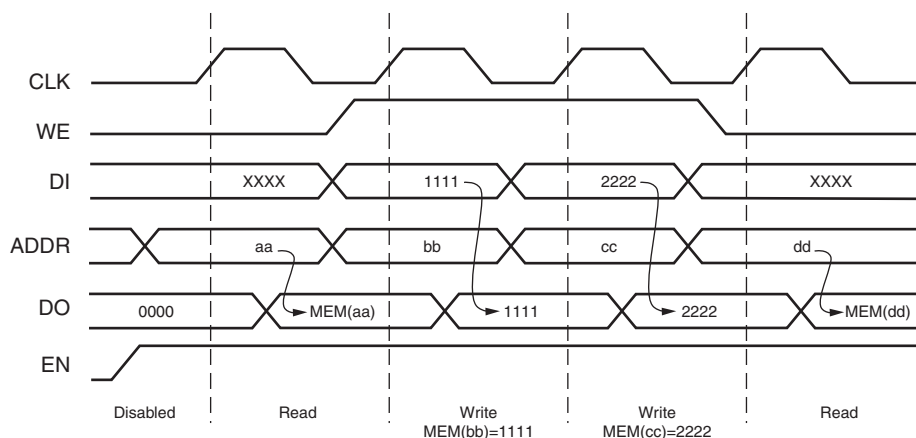 CLK
WE
DI XXXX 1111 2222 XXXX
ADDR aa bb cc dd
DO 0000 MEM(aa) 1111 2222 MEM(dd)
EN
Disabled Read Write Write Read
MEM(bb)=1111 MEM(cc)=2222